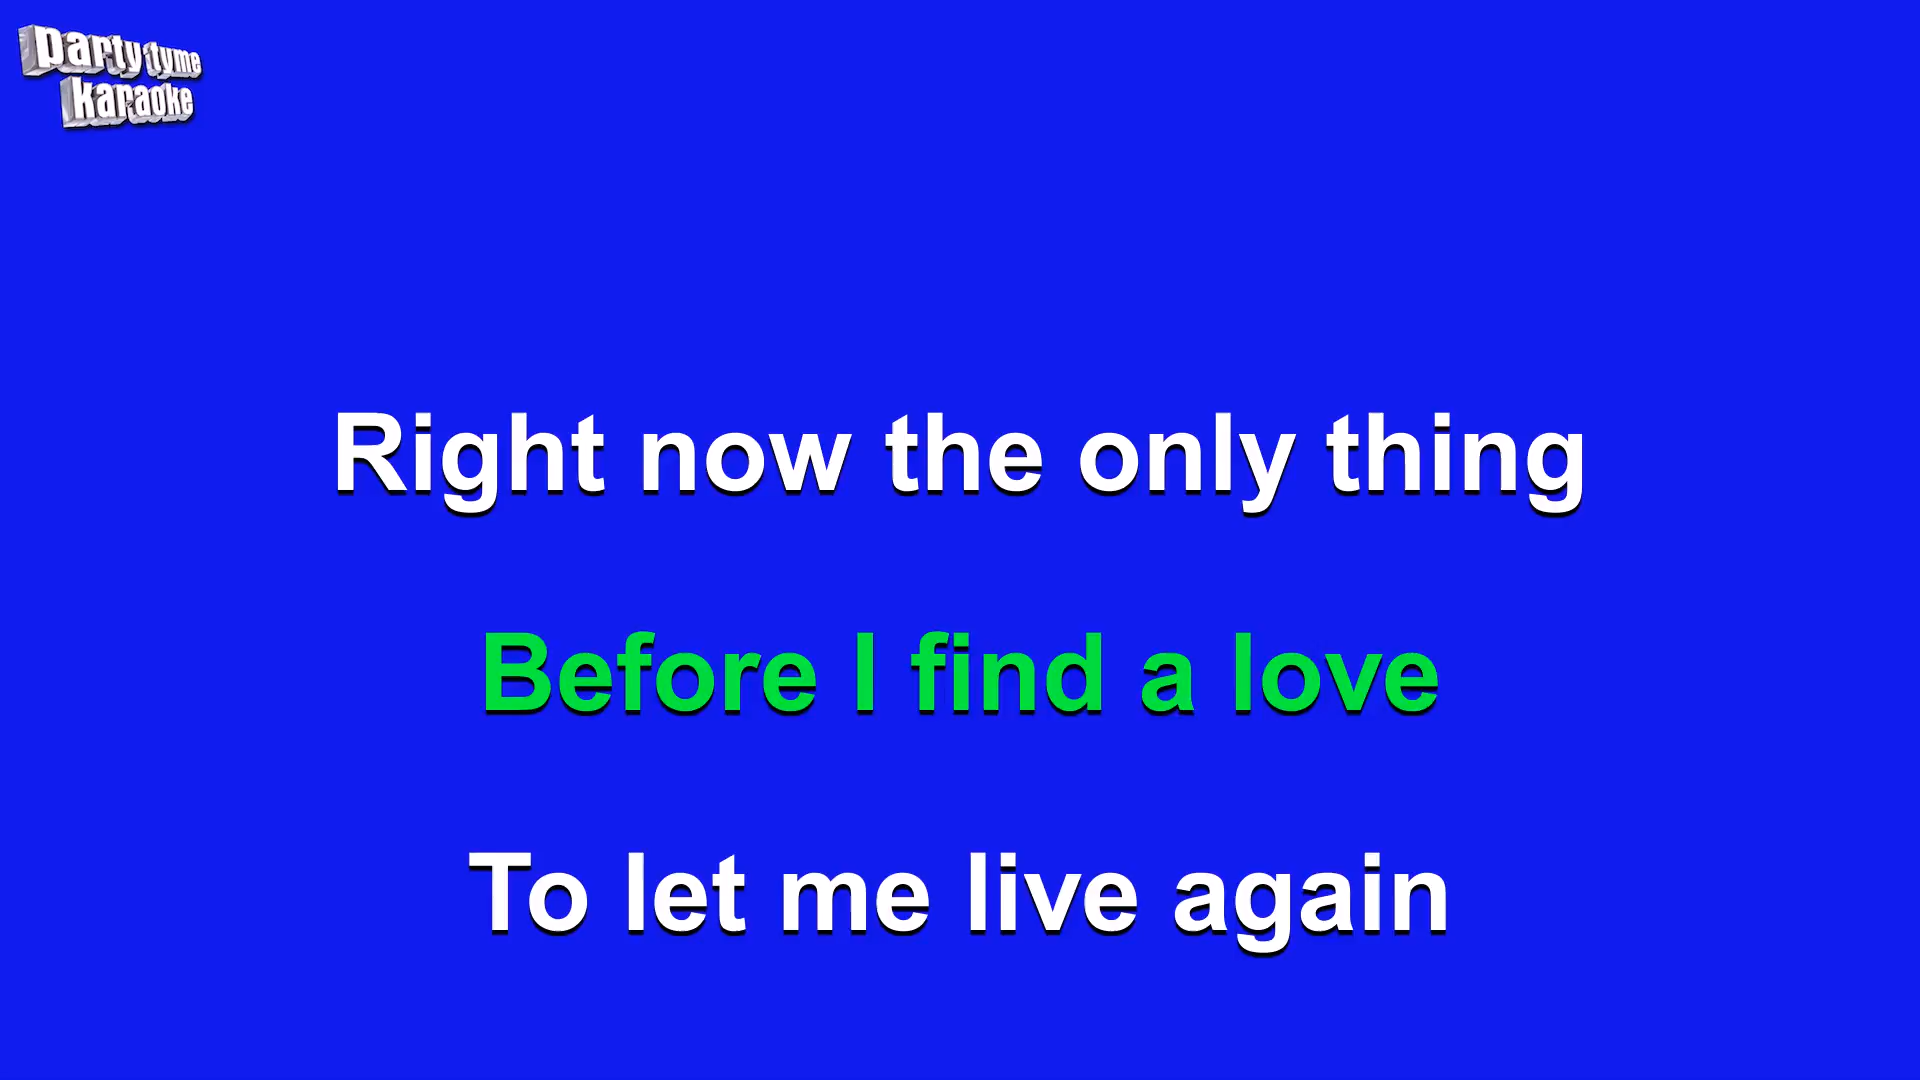 party tyme
karaoke
Right now the only thing
Before I find a love
To let me live again